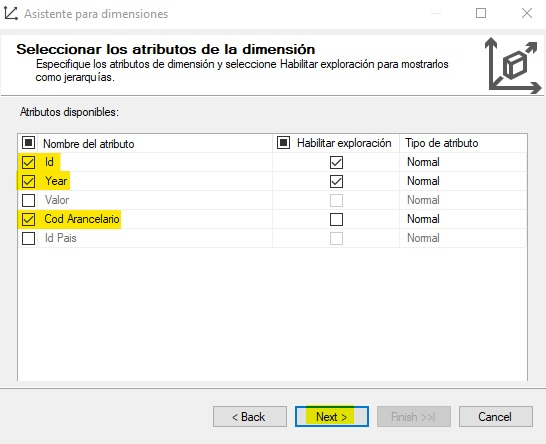 Asistente para dimensiones
Seleccionar los atributos de la dimensión
Especifique los atributos de dimensión y seleccione Habilitar exploración para mostrarlos
como jerarquías.
Atributos disponibles:
Nombre del atributo Habilitar exploración Tipo de atributo
Id Normal
Year Normal
Valor Normal
Cod Arancelario Normal
Id Pais Normal
< Back Next > Finish >>| Cancel